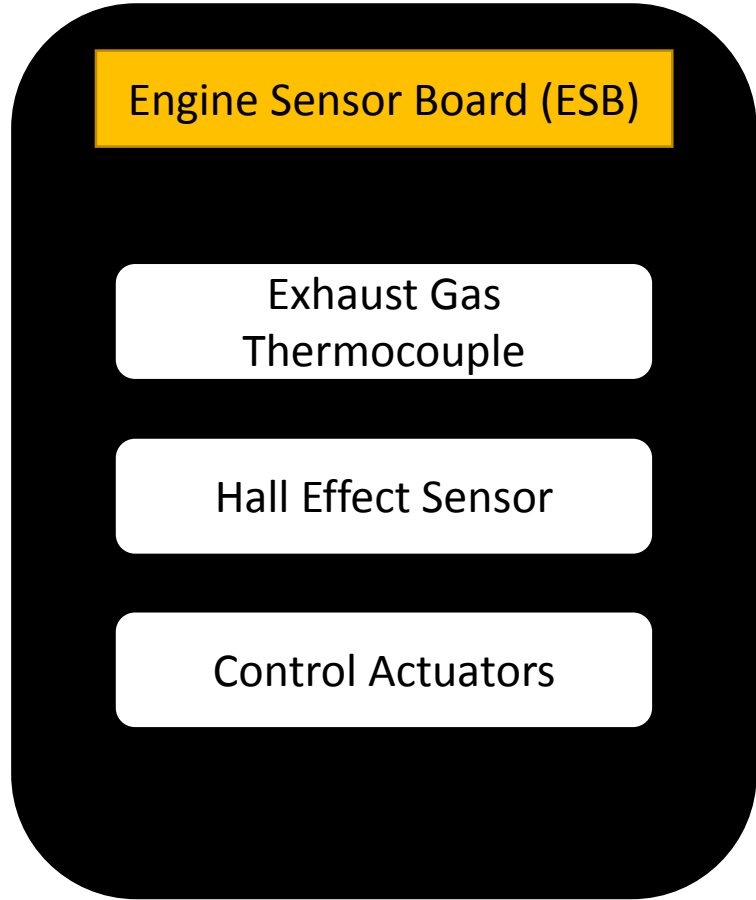 Engine Sensor Board (ESB)
Exhaust Gas
Thermocouple
Hall Effect Sensor
Control Actuators